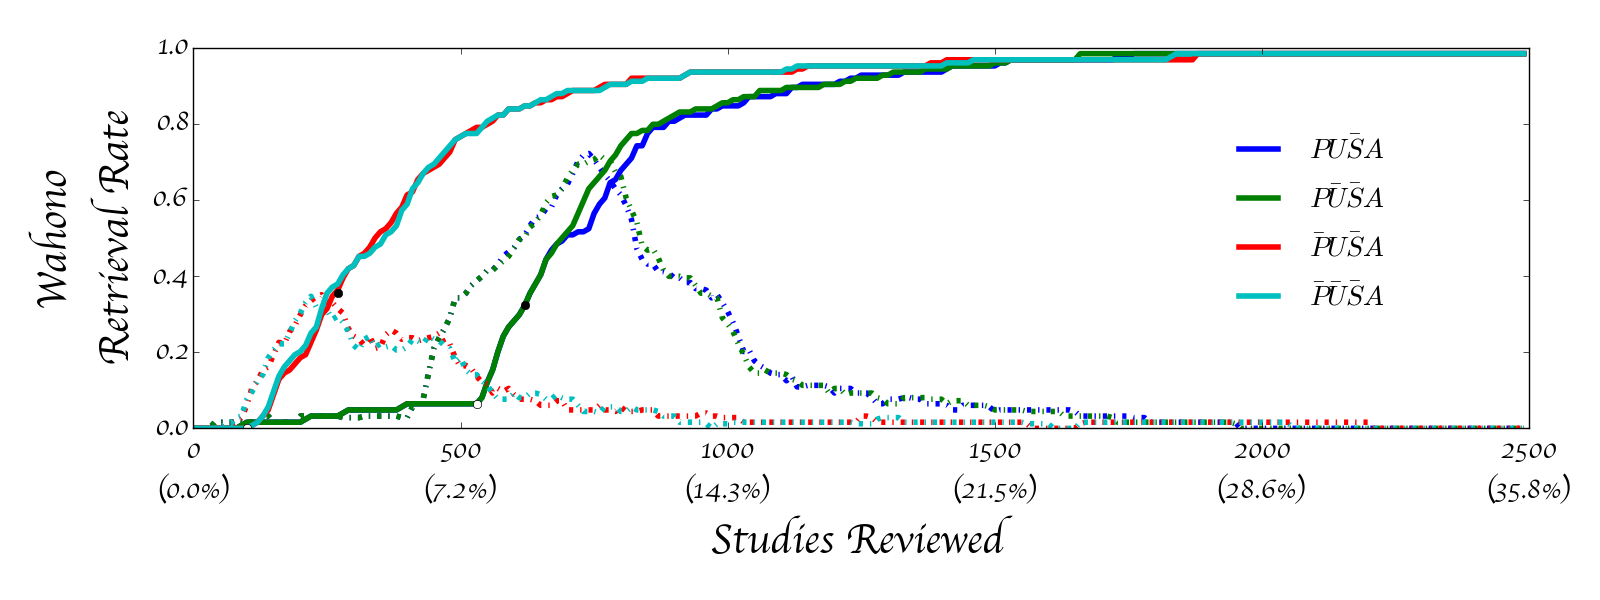 Wahono
Retrieval Rate
1.0
0.8
0.6
0.4
0.2
0.0
0 500 1000 1500 2000 2500
(0.0%) (7.2%) (14.3%) (21.5%) (28.6%) (35.8%)
Studies Reviewed
PUS̄A
PŪS̄A
P̄US̄A
P̄ŪS̄A